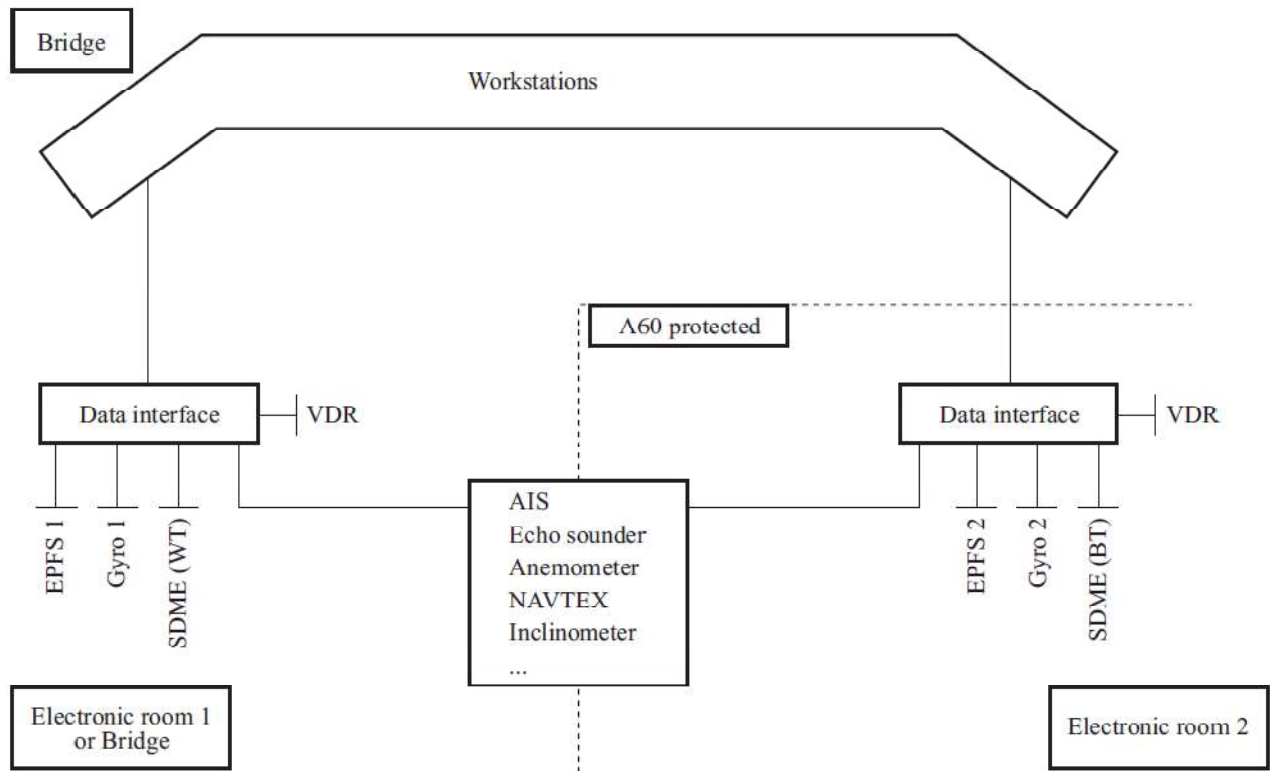 Bridge
Workstations
Λ60 protected
Data interface
VDR
Data interface
VDR
EPFS 1
Gyro 1
SDME (WT)
AIS
Echo sounder
Anemometer
NAVTEX
Inclinometer
...
EPFS 2
Gyro 2
SDME (BT)
Electronic room 1
or Bridge
Electronic room 2